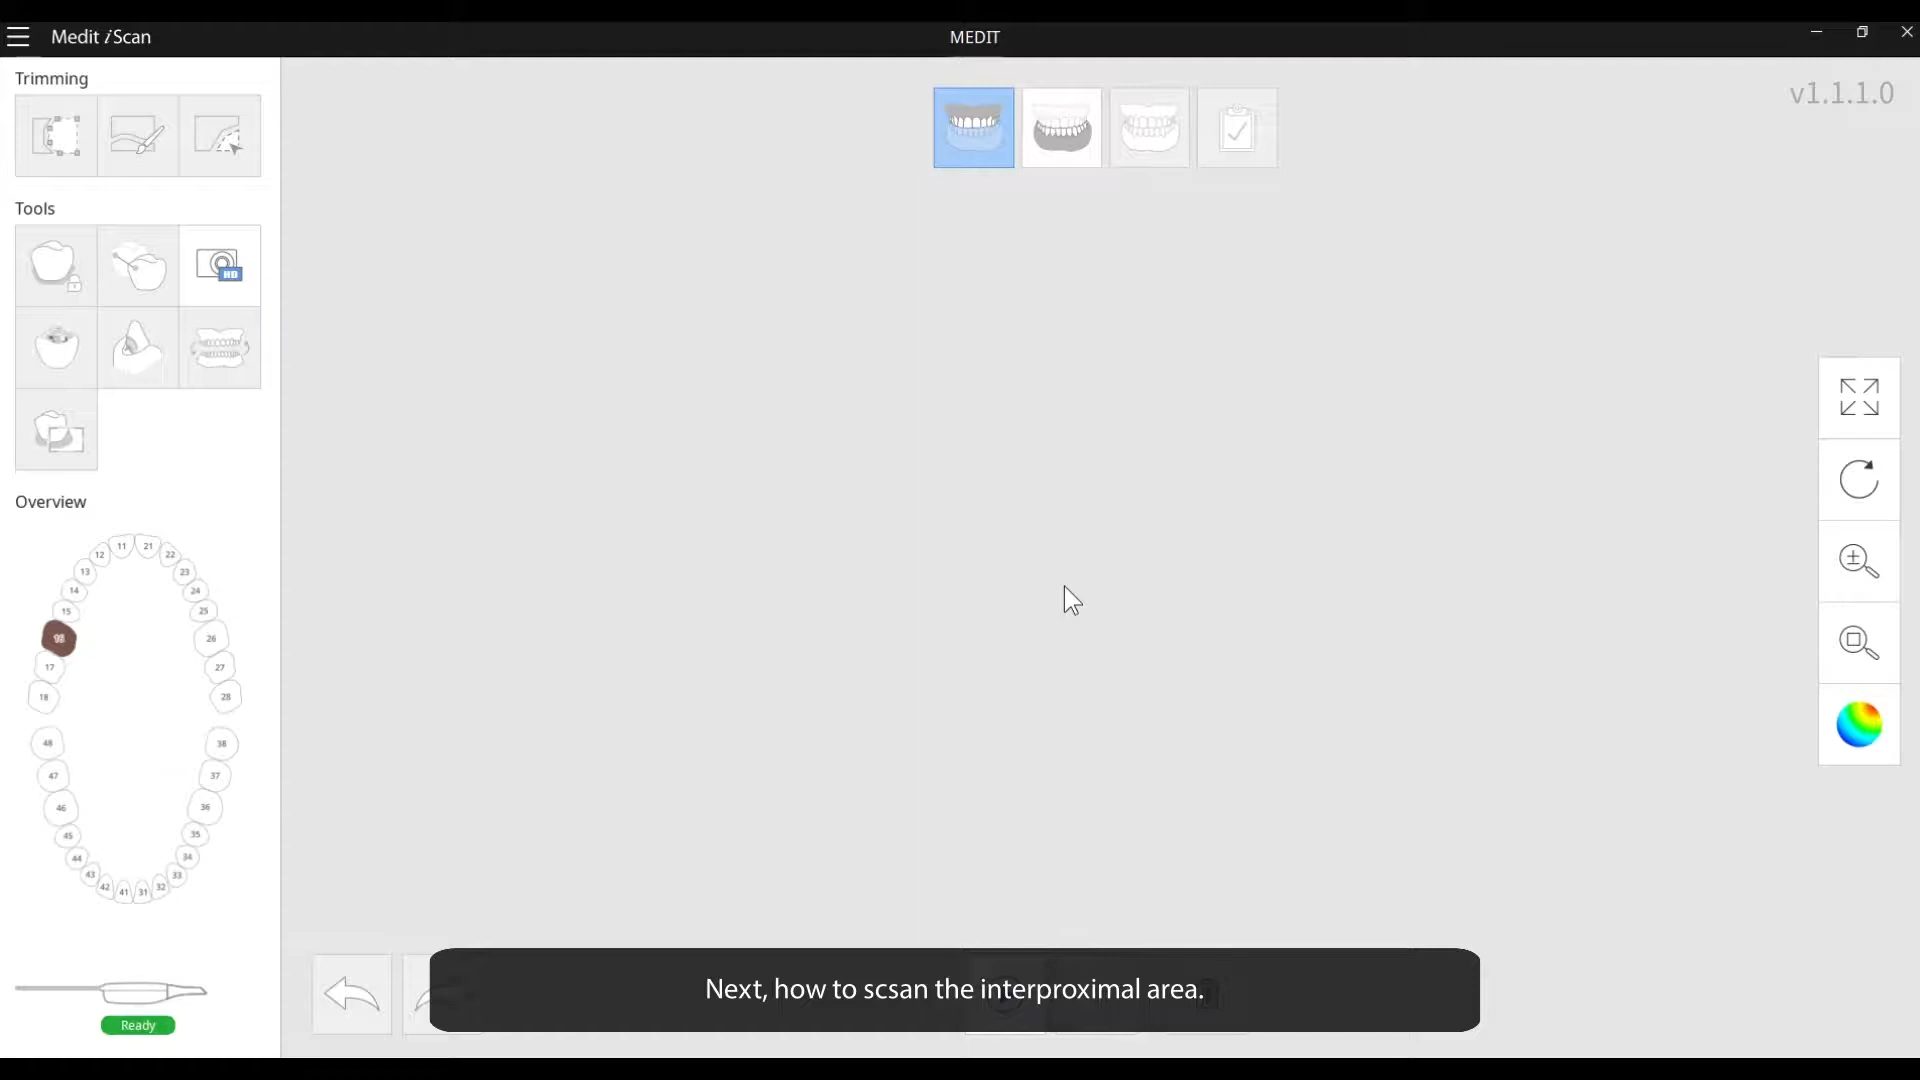 Medit iScan
MEDIT
v1.1.1.0
Trimming
Tools
HD
Overview
11 21
12 22
13 23
14 24
15 25
16 26
17 27
18 28
48 38
47 37
46 36
45 35
44 34
43 33
42 41 31 32
Next, how to scsan the interproximal area.
Ready